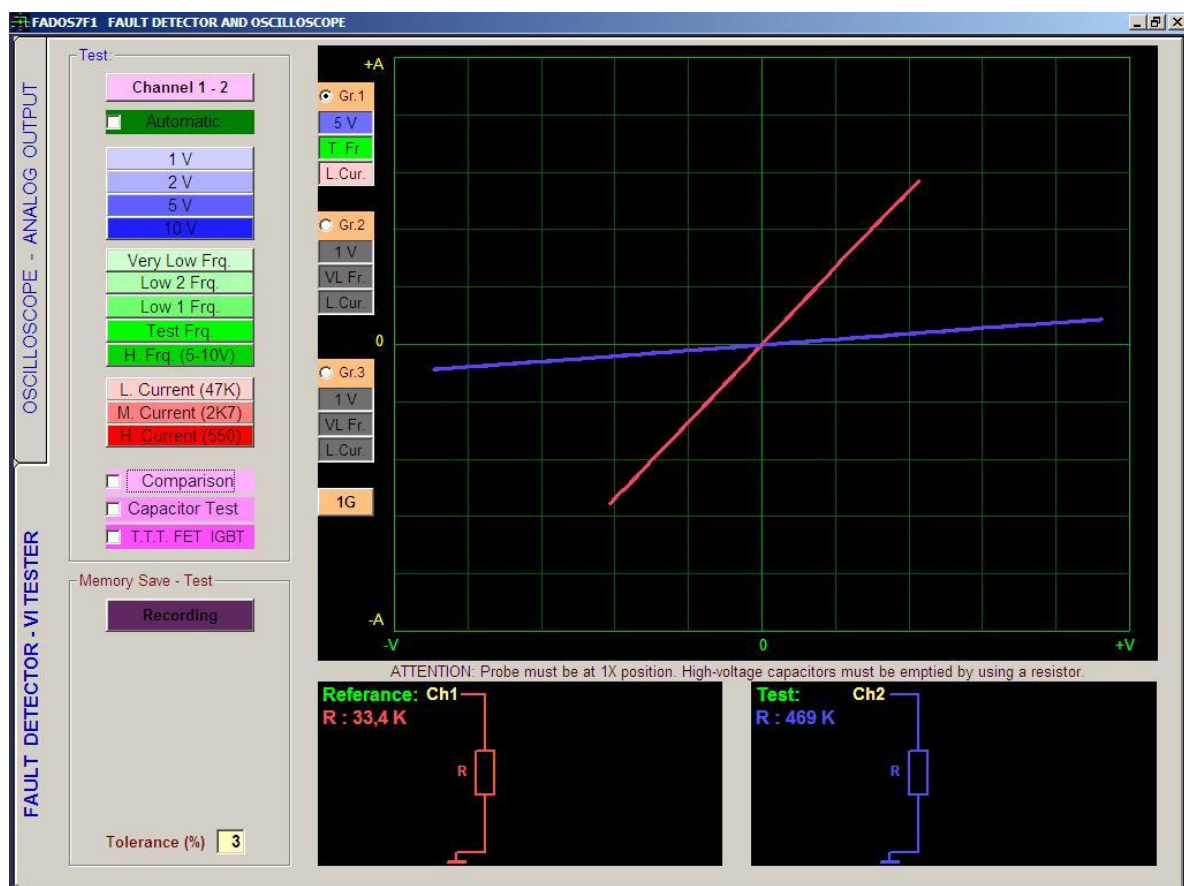 FADOS7F1 FAULT DETECTOR AND OSCILLOSCOPE
OSCILLOSCOPE - ANALOG OUTPUT
FAULT DETECTOR - VI TESTER
Test:
Channel 1 - 2
Automatic
1 V
2 V
5 V
10 V
Very Low Frq.
Low 2 Frq.
Low 1 Frq.
Test Frq.
H. Frq. (5-10V)
L. Current (47K)
M. Current (2K7)
H. Current (550)
Comparison
Capacitor Test
T.T.T. FET IGBT
Memory Save - Test
Recording
Tolerance (%) 3
+A
Gr.1
5 V
T. Fr
L.Cur.
Gr.2
1 V
VL Fr.
L.Cur.
0
Gr.3
1 V
VL Fr.
L.Cur.
1G
-A
-V 0 +V
ATTENTION: Probe must be at 1X position. High-voltage capacitors must be emptied by using a resistor.
Referance: Ch1
R : 33,4 K
R
Test: Ch2
R : 469 K
R